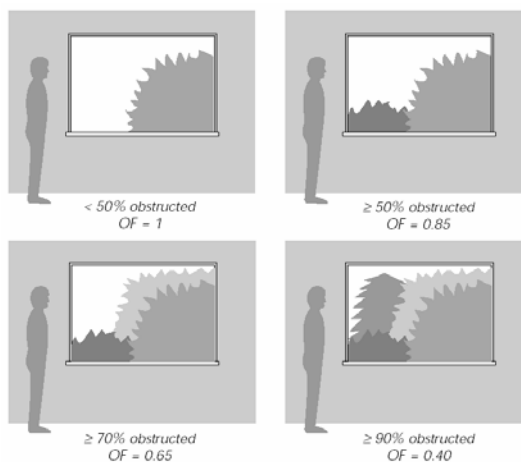 < 50% obstructed
OF = 1
≥ 50% obstructed
OF = 0.85
≥ 70% obstructed
OF = 0.65
≥ 90% obstructed
OF = 0.40